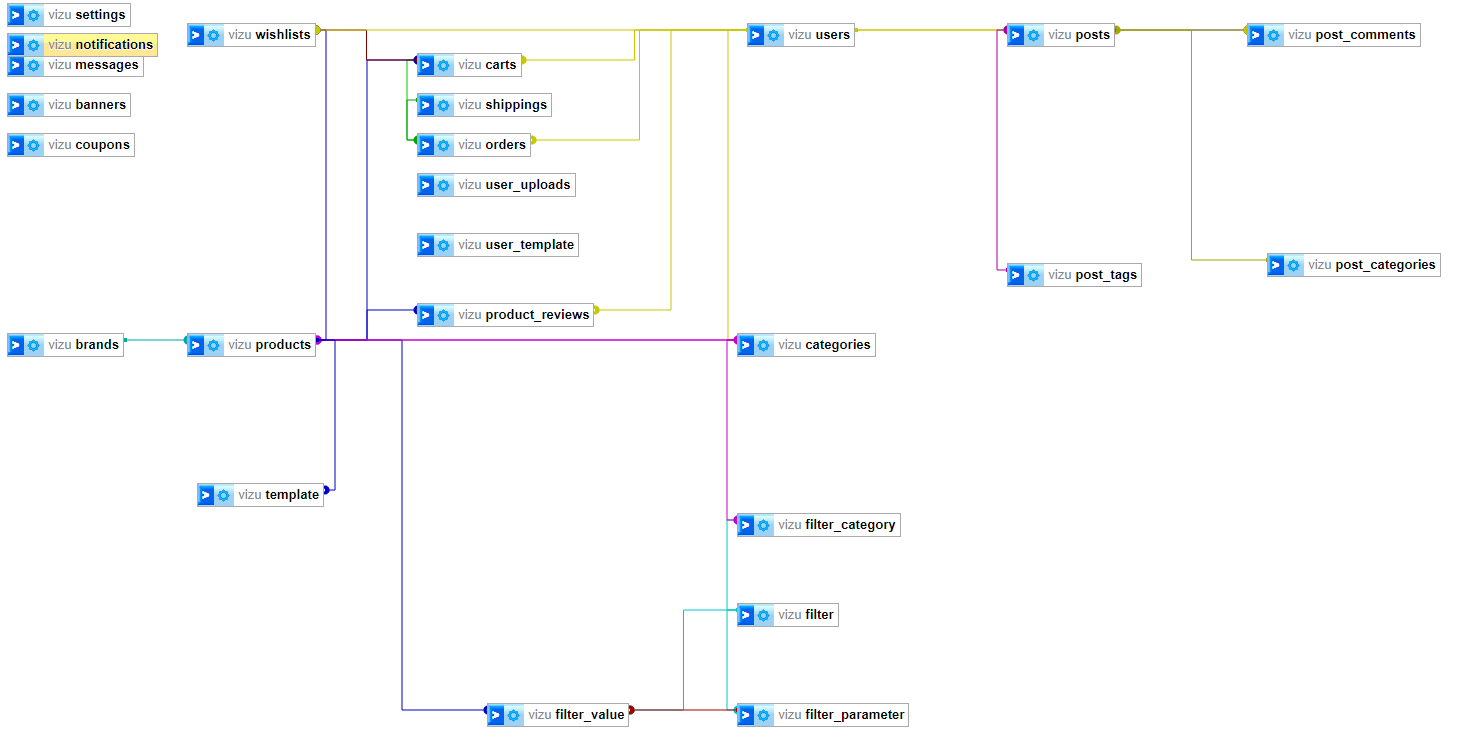 vizu settings
vizu notifications
vizu messages
vizu banners
vizu coupons
vizu wishlists
vizu carts
vizu shippings
vizu orders
vizu user_uploads
vizu user_template
vizu product_reviews
vizu users
vizu posts
vizu post_comments
vizu post_tags
vizu post_categories
vizu brands
vizu products
vizu categories
vizu template
vizu filter_category
vizu filter
vizu filter_value
vizu filter_parameter